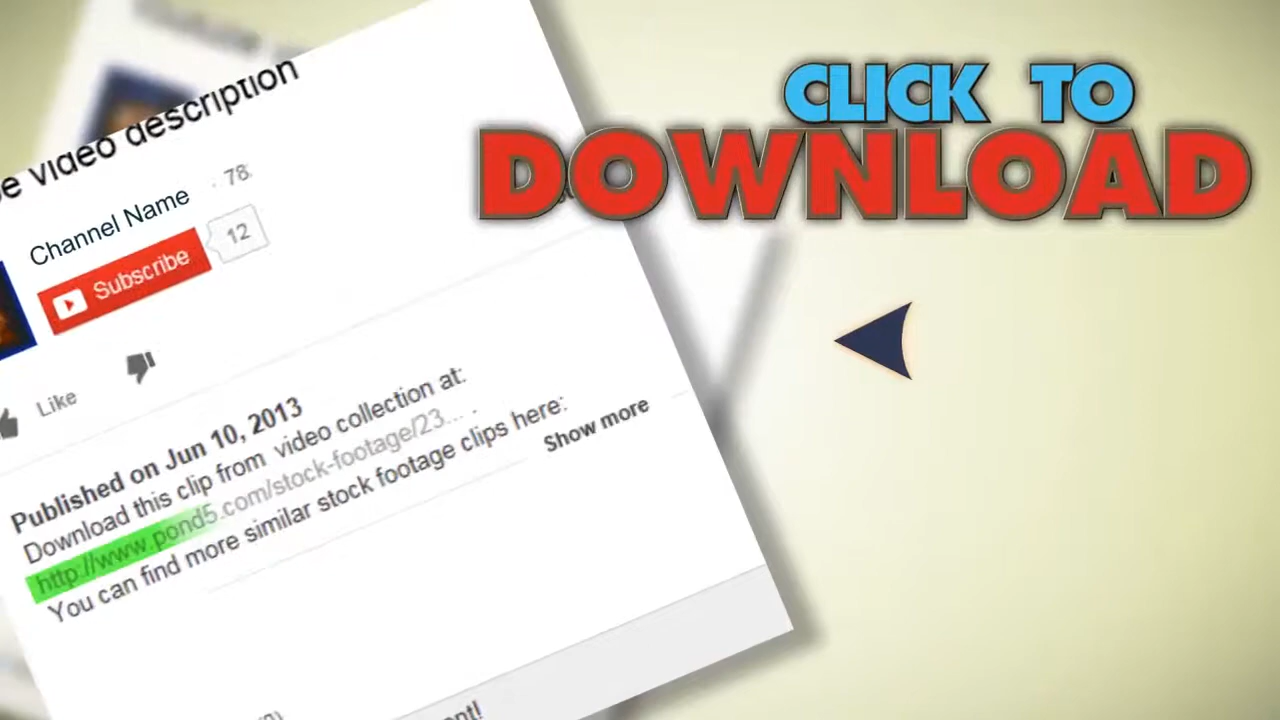 CLICK TO
DOWNLOAD
video description
Channel Name
78
Subscribe
12
Like
Published on Jun 10, 2013
Download this clip from video collection at:
http://www.pond5.com/stock-footage/23...
You can find more similar stock footage clips here:
Show more